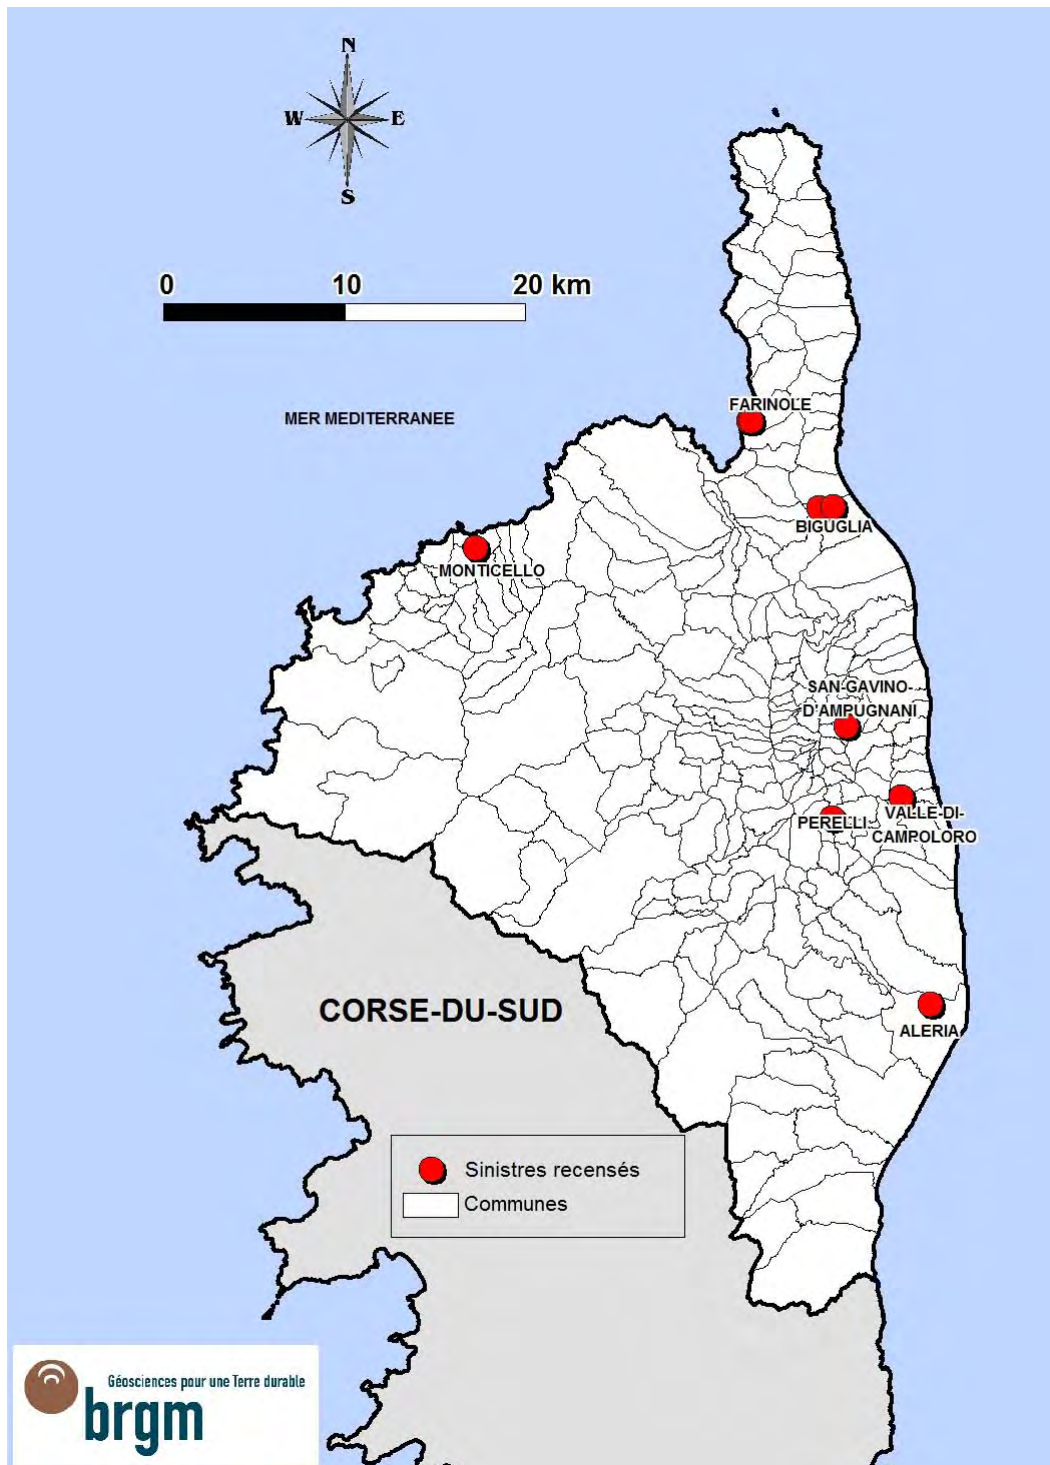 N
W E
S
0 10 20 km
MER MEDITERRANEE
FARINOLE
BIGUGLIA
MONTICELLO
SAN-GAVINO-
D'AMPUGNANI
PERELLI
VALLE-DI-
CAMPOLORO
CORSE-DU-SUD
ALERIA
Sinistres recensés
Communes
Géosciences pour une Terre durable
brgm